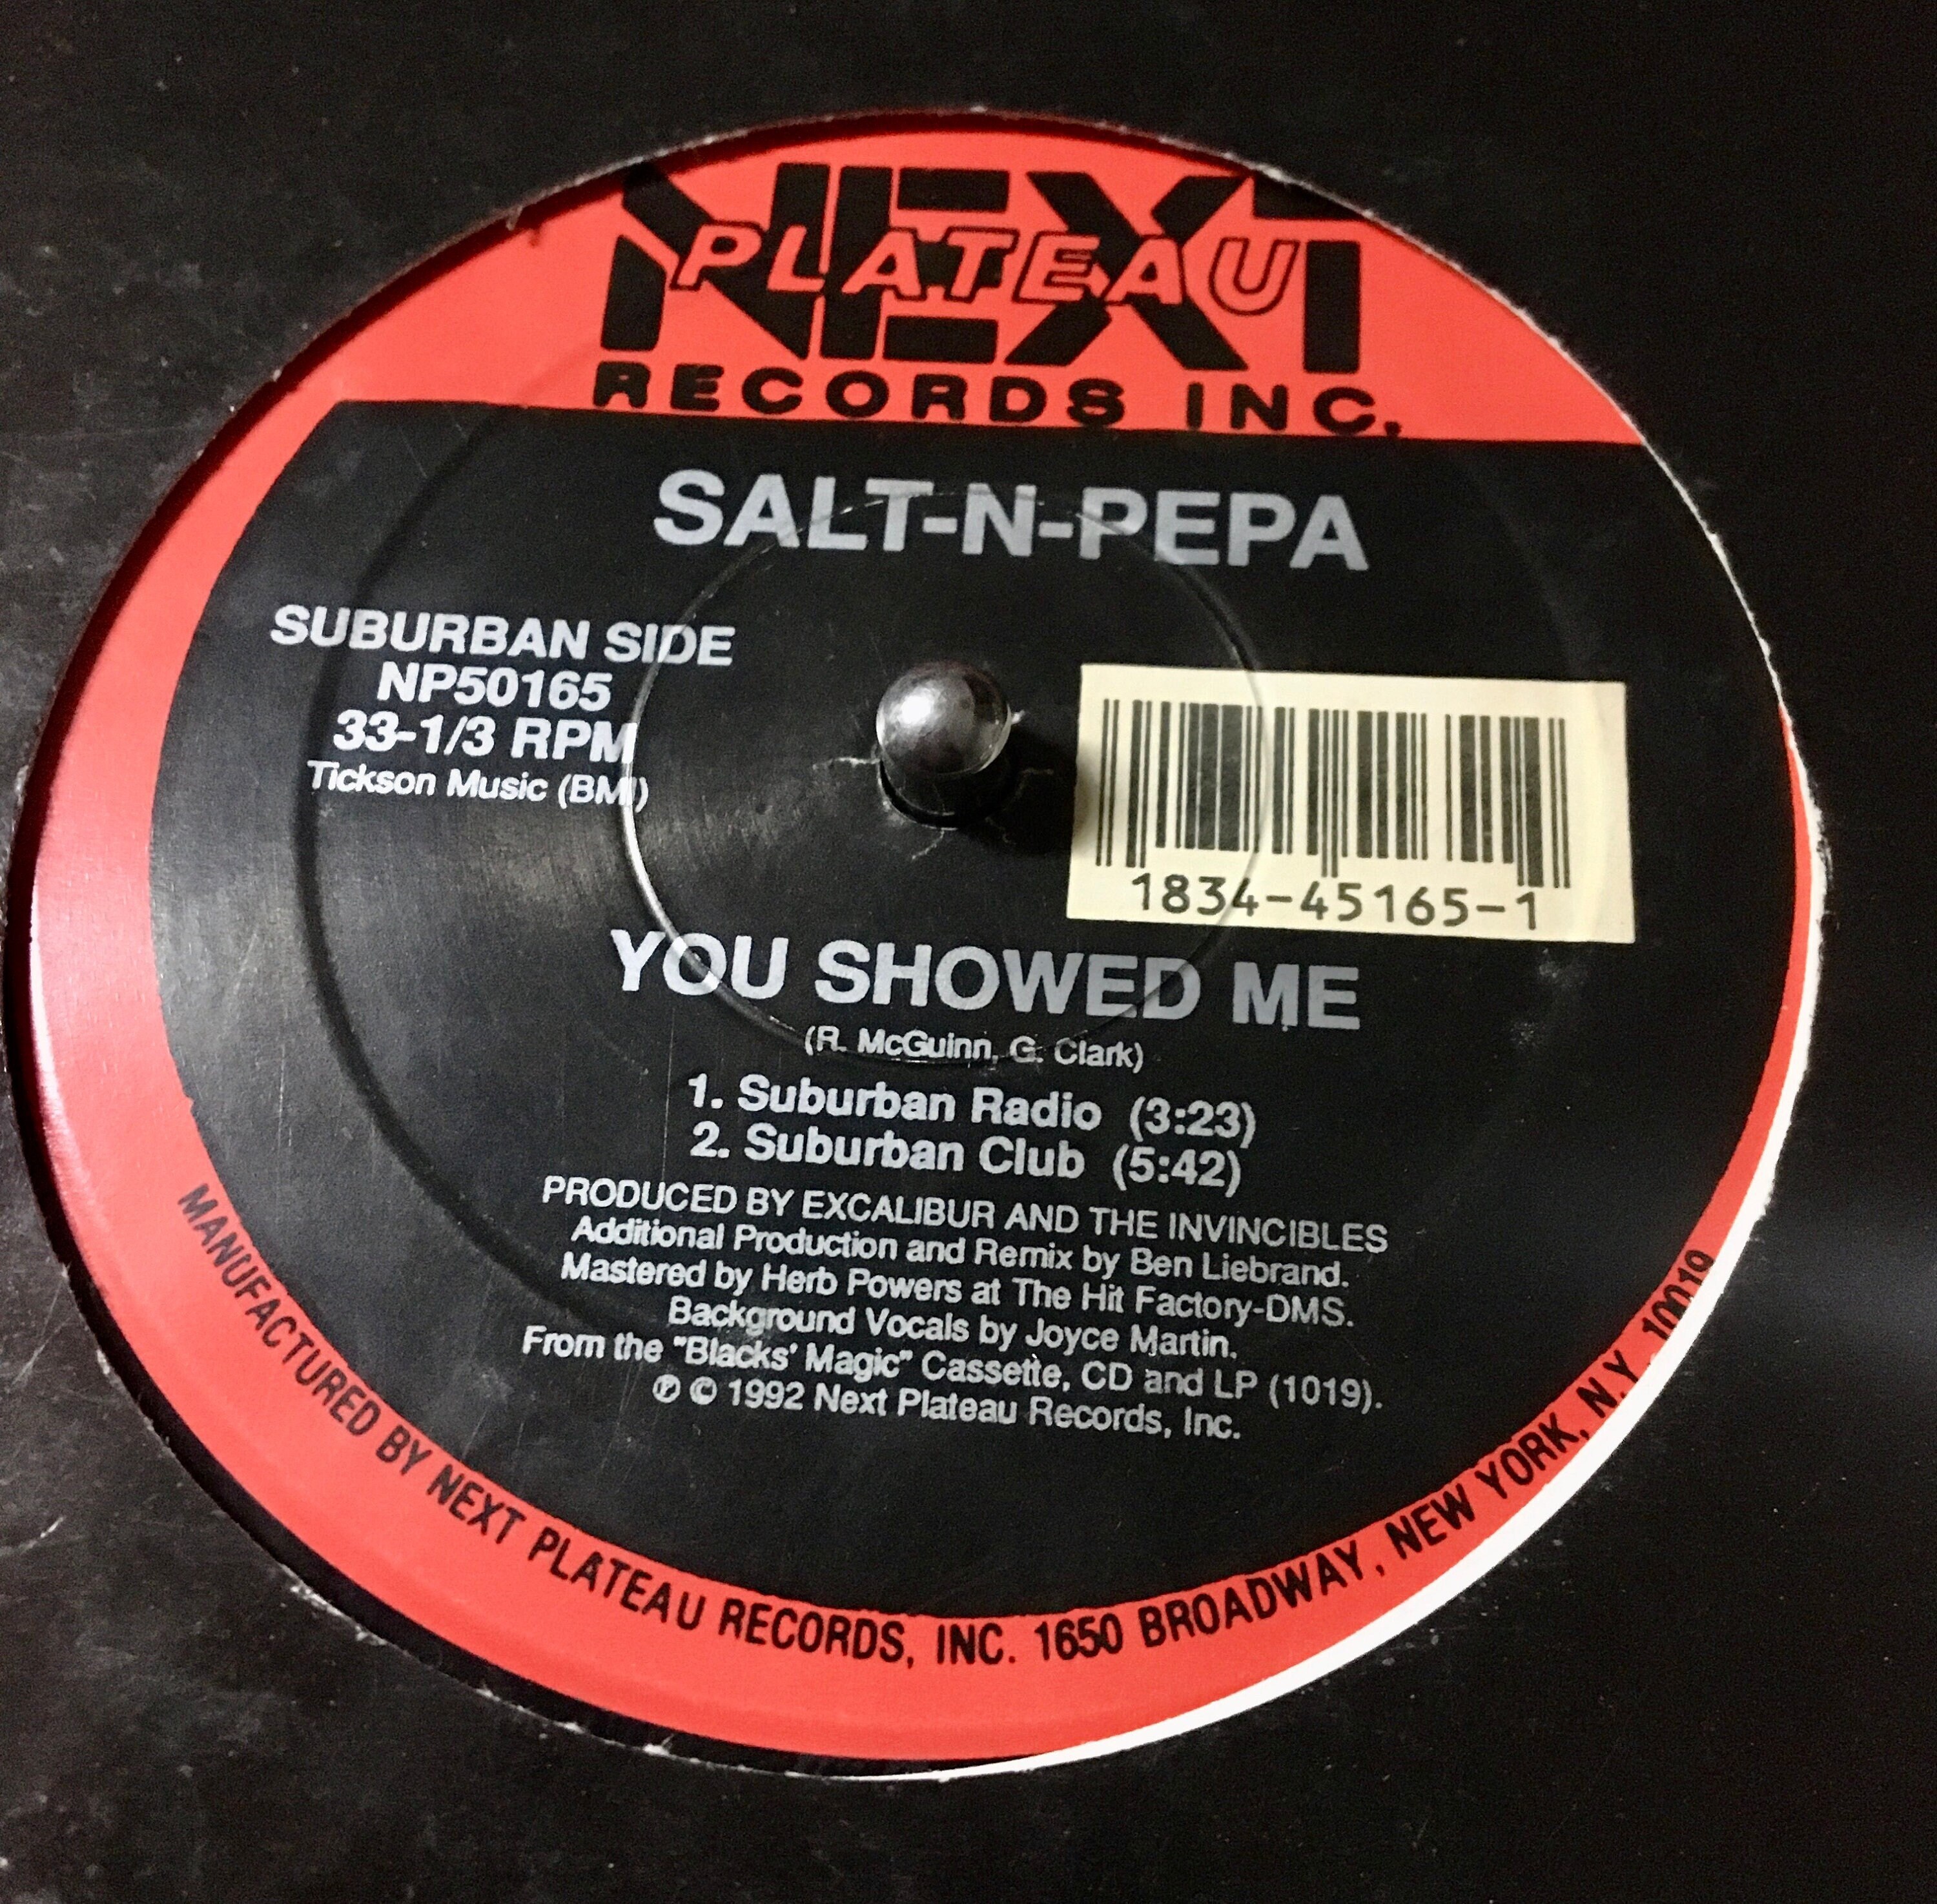 NEXT
PLATEAU
RECORDS INC.
SALT-N-PEPA
SUBURBAN SIDE
NP50165
33-1/3 RPM
Tickson Music (BMI)
1834-45165-1
YOU SHOWED ME
(R. McGuinn, G. Clark)
1. Suburban Radio (3:23)
2. Suburban Club (5:42)
PRODUCED BY EXCALIBUR AND THE INVINCIBLES
Additional Production and Remix by Ben Liebrand.
Mastered by Herb Powers at The Hit Factory-DMS.
Background Vocals by Joyce Martin.
From the "Blacks' Magic" Cassette, CD and LP (1019).
℗ © 1992 Next Plateau Records, Inc.
MANUFACTURED BY NEXT PLATEAU RECORDS, INC. 1650 BROADWAY, NEW YORK, N.Y. 10019